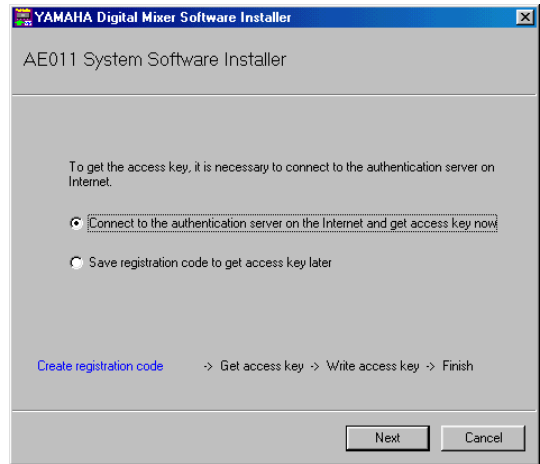 YAMAHA Digital Mixer Software Installer
AE011 System Software Installer
To get the access key, it is necessary to connect to the authentication server on
Internet.
Connect to the authentication server on the Internet and get access key now
Save registration code to get access key later
Create registration code -> Get access key -> Write access key -> Finish
Next Cancel